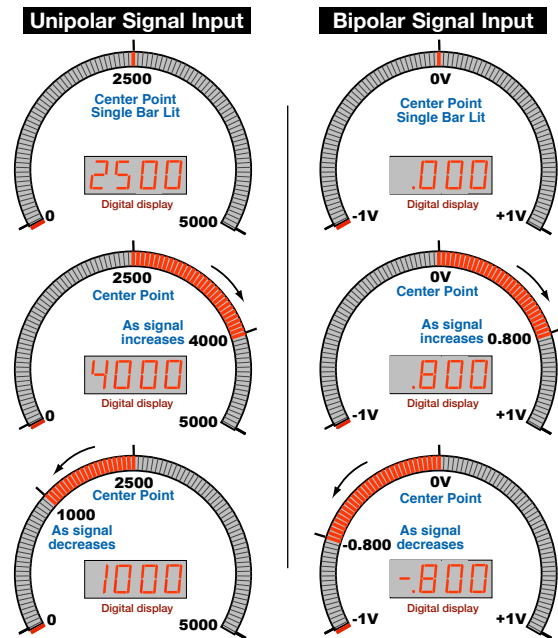 Unipolar Signal Input
2500
Center Point
Single Bar Lit
2500
Digital display
0
5000
2500
Center Point
As signal
increases
4000
4000
Digital display
0
5000
2500
Center Point
1000
As signal
decreases
1000
Digital display
0
5000
Bipolar Signal Input
0V
Center Point
Single Bar Lit
.000
Digital display
-1V
+1V
0V
Center Point
As signal
increases
0.800
.800
Digital display
-1V
+1V
0V
Center Point
As signal
decreases
-0.800
-.800
Digital display
-1V
+1V